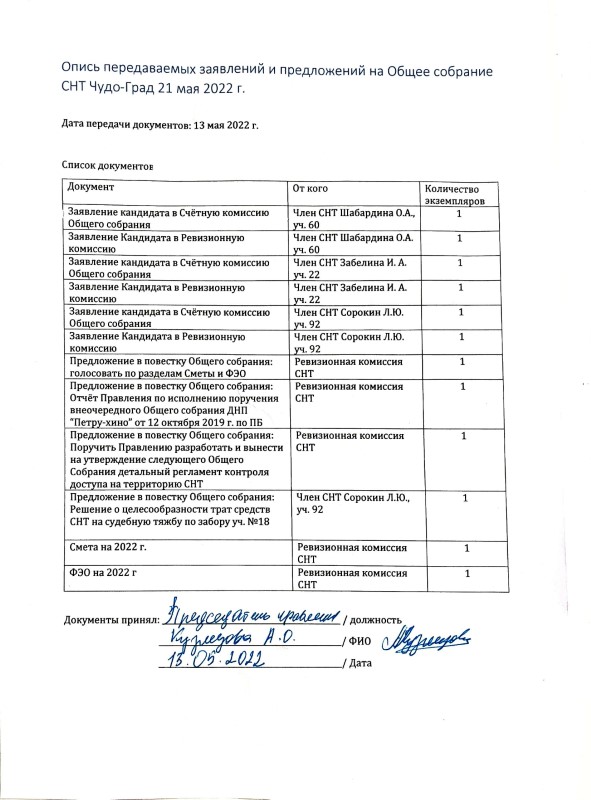 Опись передаваемых заявлений и предложений на Общее собрание
СНТ Чудо-Град 21 мая 2022 г.
Дата передачи документов: 13 мая 2022 г.
Список документов
Документ От кого Количество
экземпляров
Заявление кандидата в Счётную комиссию Член СНТ Шабардина О.А., 1
Общего собрания уч. 60
Заявление Кандидата в Ревизионную Член СНТ Шабардина О.А. 1
комиссию уч. 60
Заявление кандидата в Счётную комиссию Член СНТ Забелина И. А. 1
Общего собрания уч. 22
Заявление Кандидата в Ревизионную Член СНТ Забелина И. А. 1
комиссию уч. 22
Заявление кандидата в Счётную комиссию Член СНТ Сорокин Л.Ю. 1
Общего собрания уч. 92
Заявление Кандидата в Ревизионную Член СНТ Сорокин Л.Ю. 1
комиссию уч. 92
Предложение в повестку Общего собрания: Ревизионная комиссия 1
голосовать по разделам Сметы и ФЭО СНТ
Предложение в повестку Общего собрания: Ревизионная комиссия 1
Отчёт Правления по исполнению поручения СНТ
внеочередного Общего собрания ДНП
"Петру-хино" от 12 октября 2019 г. по ПБ
Предложение в повестку Общего собрания: Ревизионная комиссия 1
Поручить Правлению разработать и вынести СНТ
на утверждение следующего Общего
Собрания детальный регламент контроля
доступа на территорию СНТ
Предложение в повестку Общего собрания: Член СНТ Сорокин Л.Ю., 1
Решение о целесообразности трат средств уч. 92
СНТ на судебную тяжбу по забору уч. №18
Смета на 2022 г. Ревизионная комиссия 1
СНТ
ФЭО на 2022 г Ревизионная комиссия 1
СНТ
Документы принял: Председатель правления / должность
А.О. / ФИО
13.05.2022 / Дата